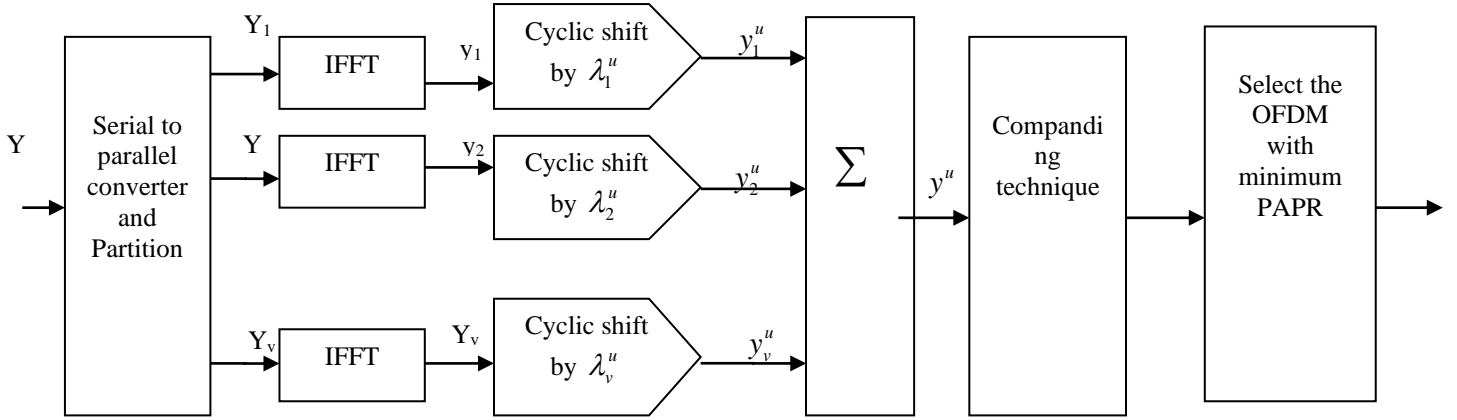 Y
Serial to
parallel
converter
and
Partition
Y₁
IFFT
y₁
Cyclic shift
by λ₁ᵘ
y₁ᵘ
Y
IFFT
y₂
Cyclic shift
by λ₂ᵘ
y₂ᵘ
Yᵥ
IFFT
Yᵥ
Cyclic shift
by λᵥᵘ
yᵥᵘ
∑
yᵘ
Compandi
ng
technique
Select the
OFDM
with
minimum
PAPR